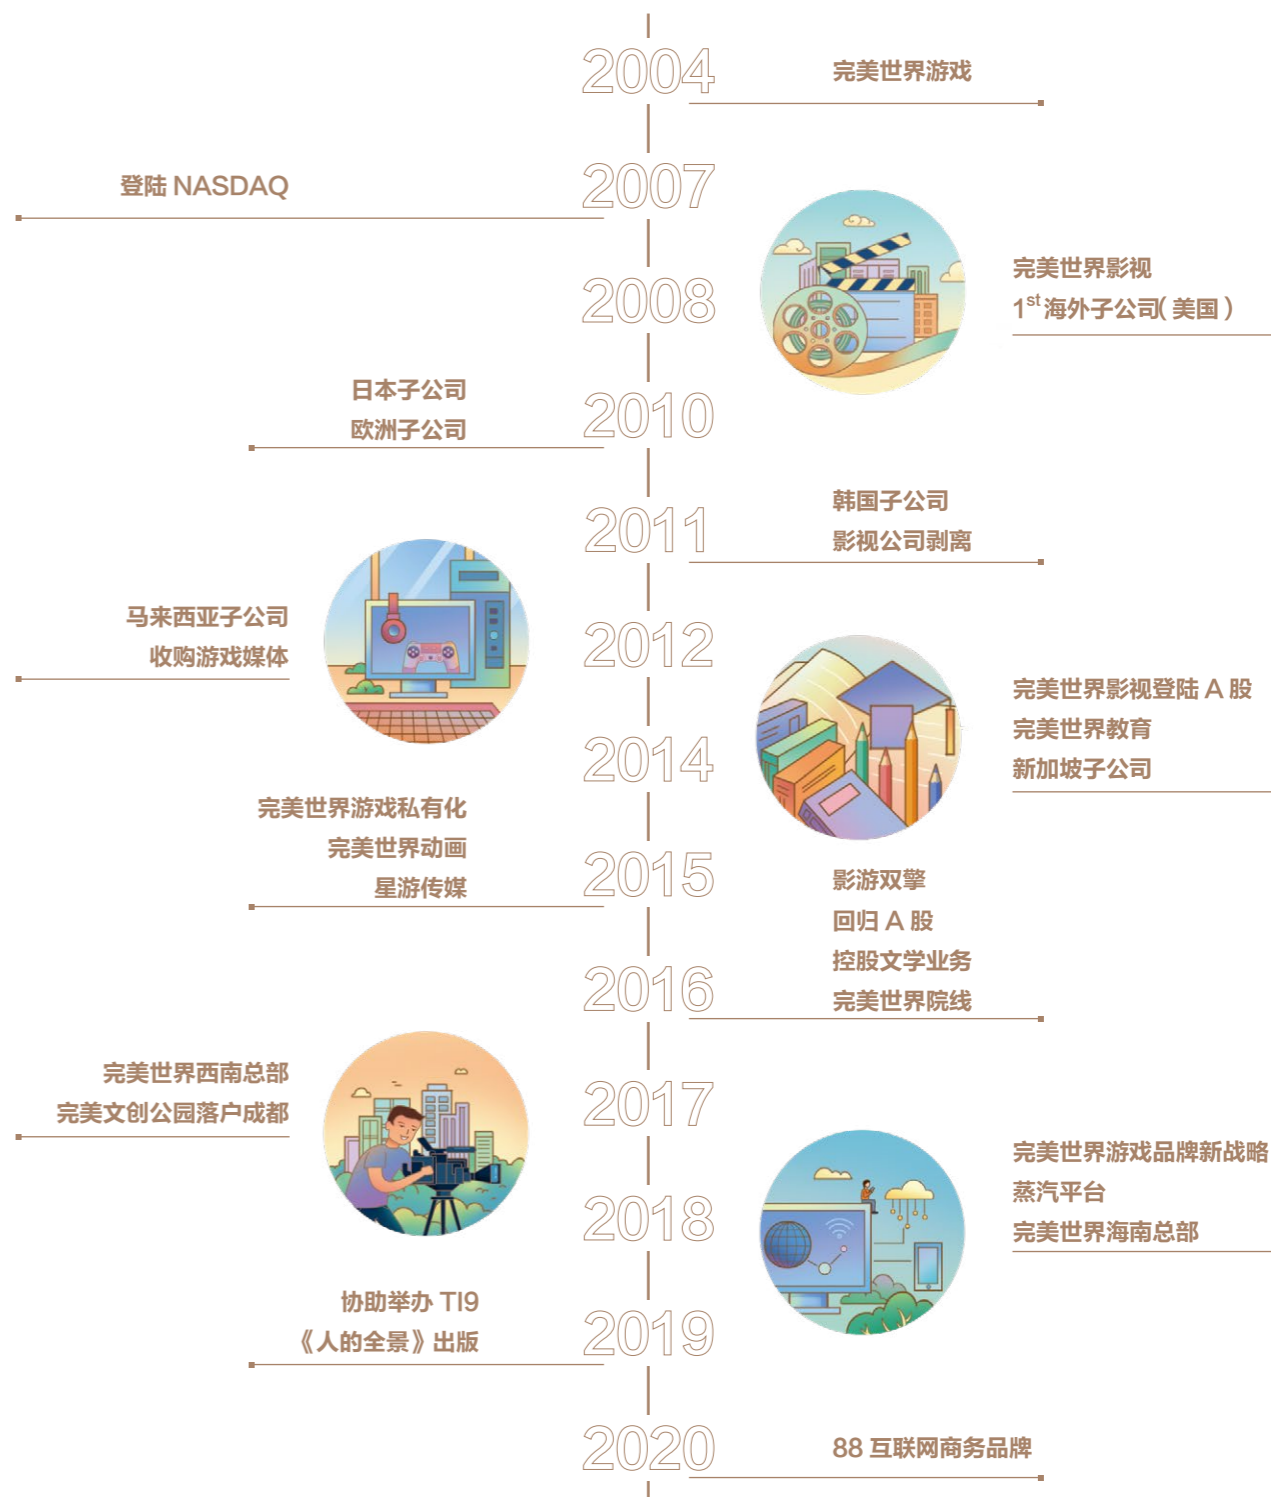 2004
完美世界游戏
2007
登陆 NASDAQ
2008
完美世界影视
1st 海外子公司( 美国 )
2010
日本子公司
欧洲子公司
2011
韩国子公司
影视公司剥离
2012
马来西亚子公司
收购游戏媒体
2014
完美世界影视登陆 A 股
完美世界教育
新加坡子公司
2015
完美世界游戏私有化
完美世界动画
星游传媒
2016
影游双擎
回归 A 股
控股文学业务
完美世界院线
2017
完美世界西南总部
完美文创公园落户成都
2018
完美世界游戏品牌新战略
蒸汽平台
完美世界海南总部
2019
协助举办 TI9
《人的全景》出版
2020
88 互联网商务品牌